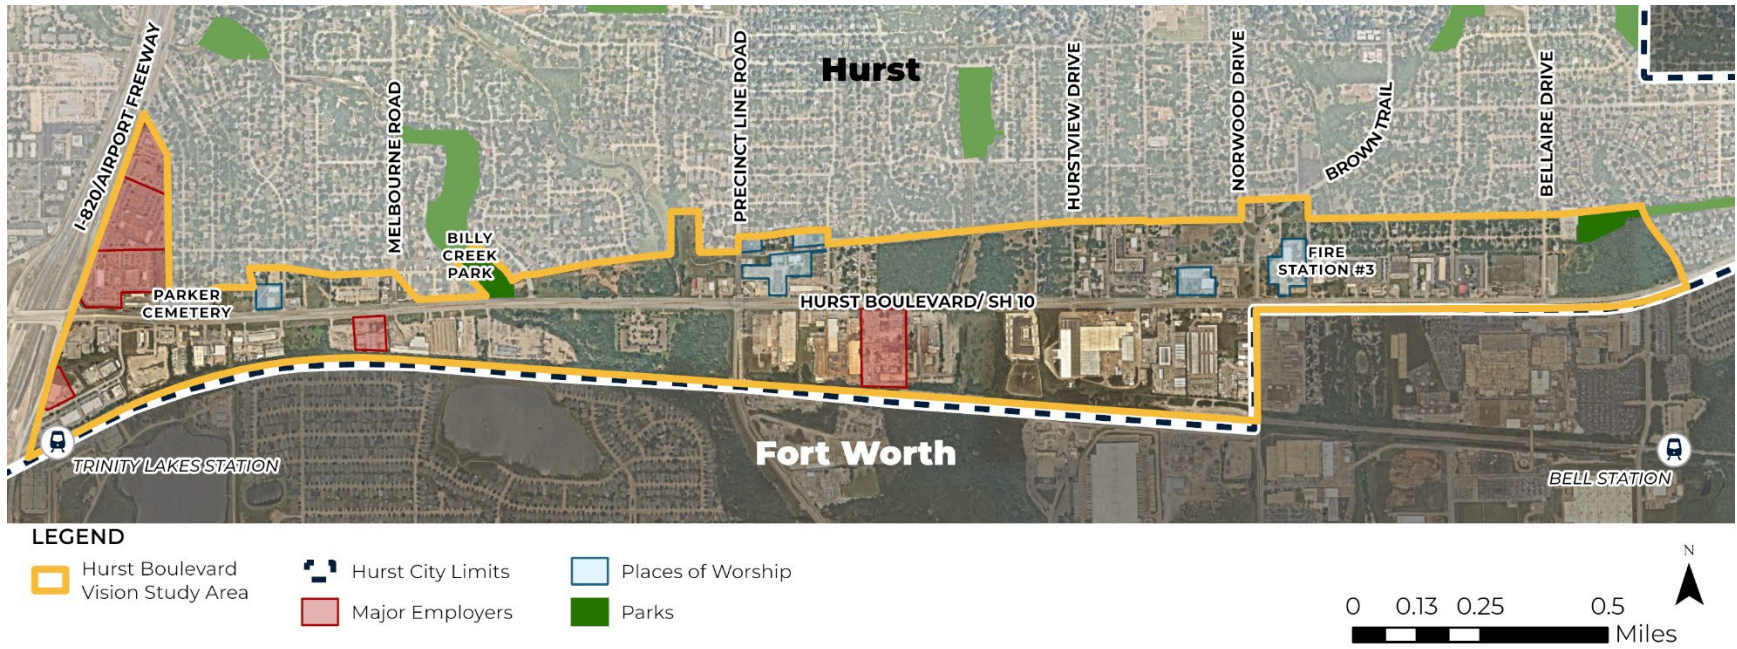 Hurst
I-820/AIRPORT FREEWAY
MELBOURNE ROAD
PRECINCT LINE ROAD
HURSTVIEW DRIVE
NORWOOD DRIVE
BROWN TRAIL
BELLAIRE DRIVE
BILLY
CREEK
PARK
FIRE
STATION #3
PARKER
CEMETERY
HURST BOULEVARD/ SH 10
Fort Worth
TRINITY LAKES STATION
BELL STATION
LEGEND
Hurst Boulevard
Vision Study Area
Hurst City Limits
Major Employers
Places of Worship
Parks
N
0 0.13 0.25 0.5
Miles